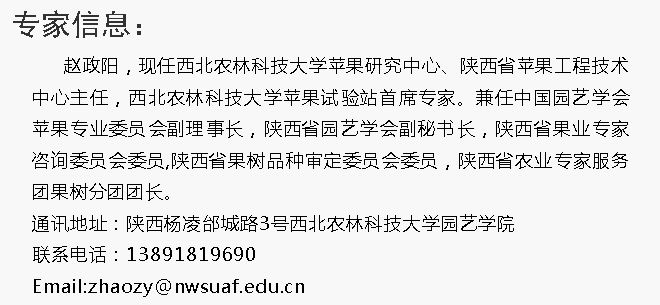 专家信息：
赵政阳，现任西北农林科技大学苹果研究中心、陕西省苹果工程技术
中心主任，西北农林科技大学苹果试验站首席专家。兼任中国园艺学会
苹果专业委员会副理事长，陕西省园艺学会副秘书长，陕西省果业专家
咨询委员会委员,陕西省果树品种审定委员会委员，陕西省农业专家服务
团果树分团团长。
通讯地址：陕西杨凌邰城路3号西北农林科技大学园艺学院
联系电话：13891819690
Email:zhaozy@nwsuaf.edu.cn